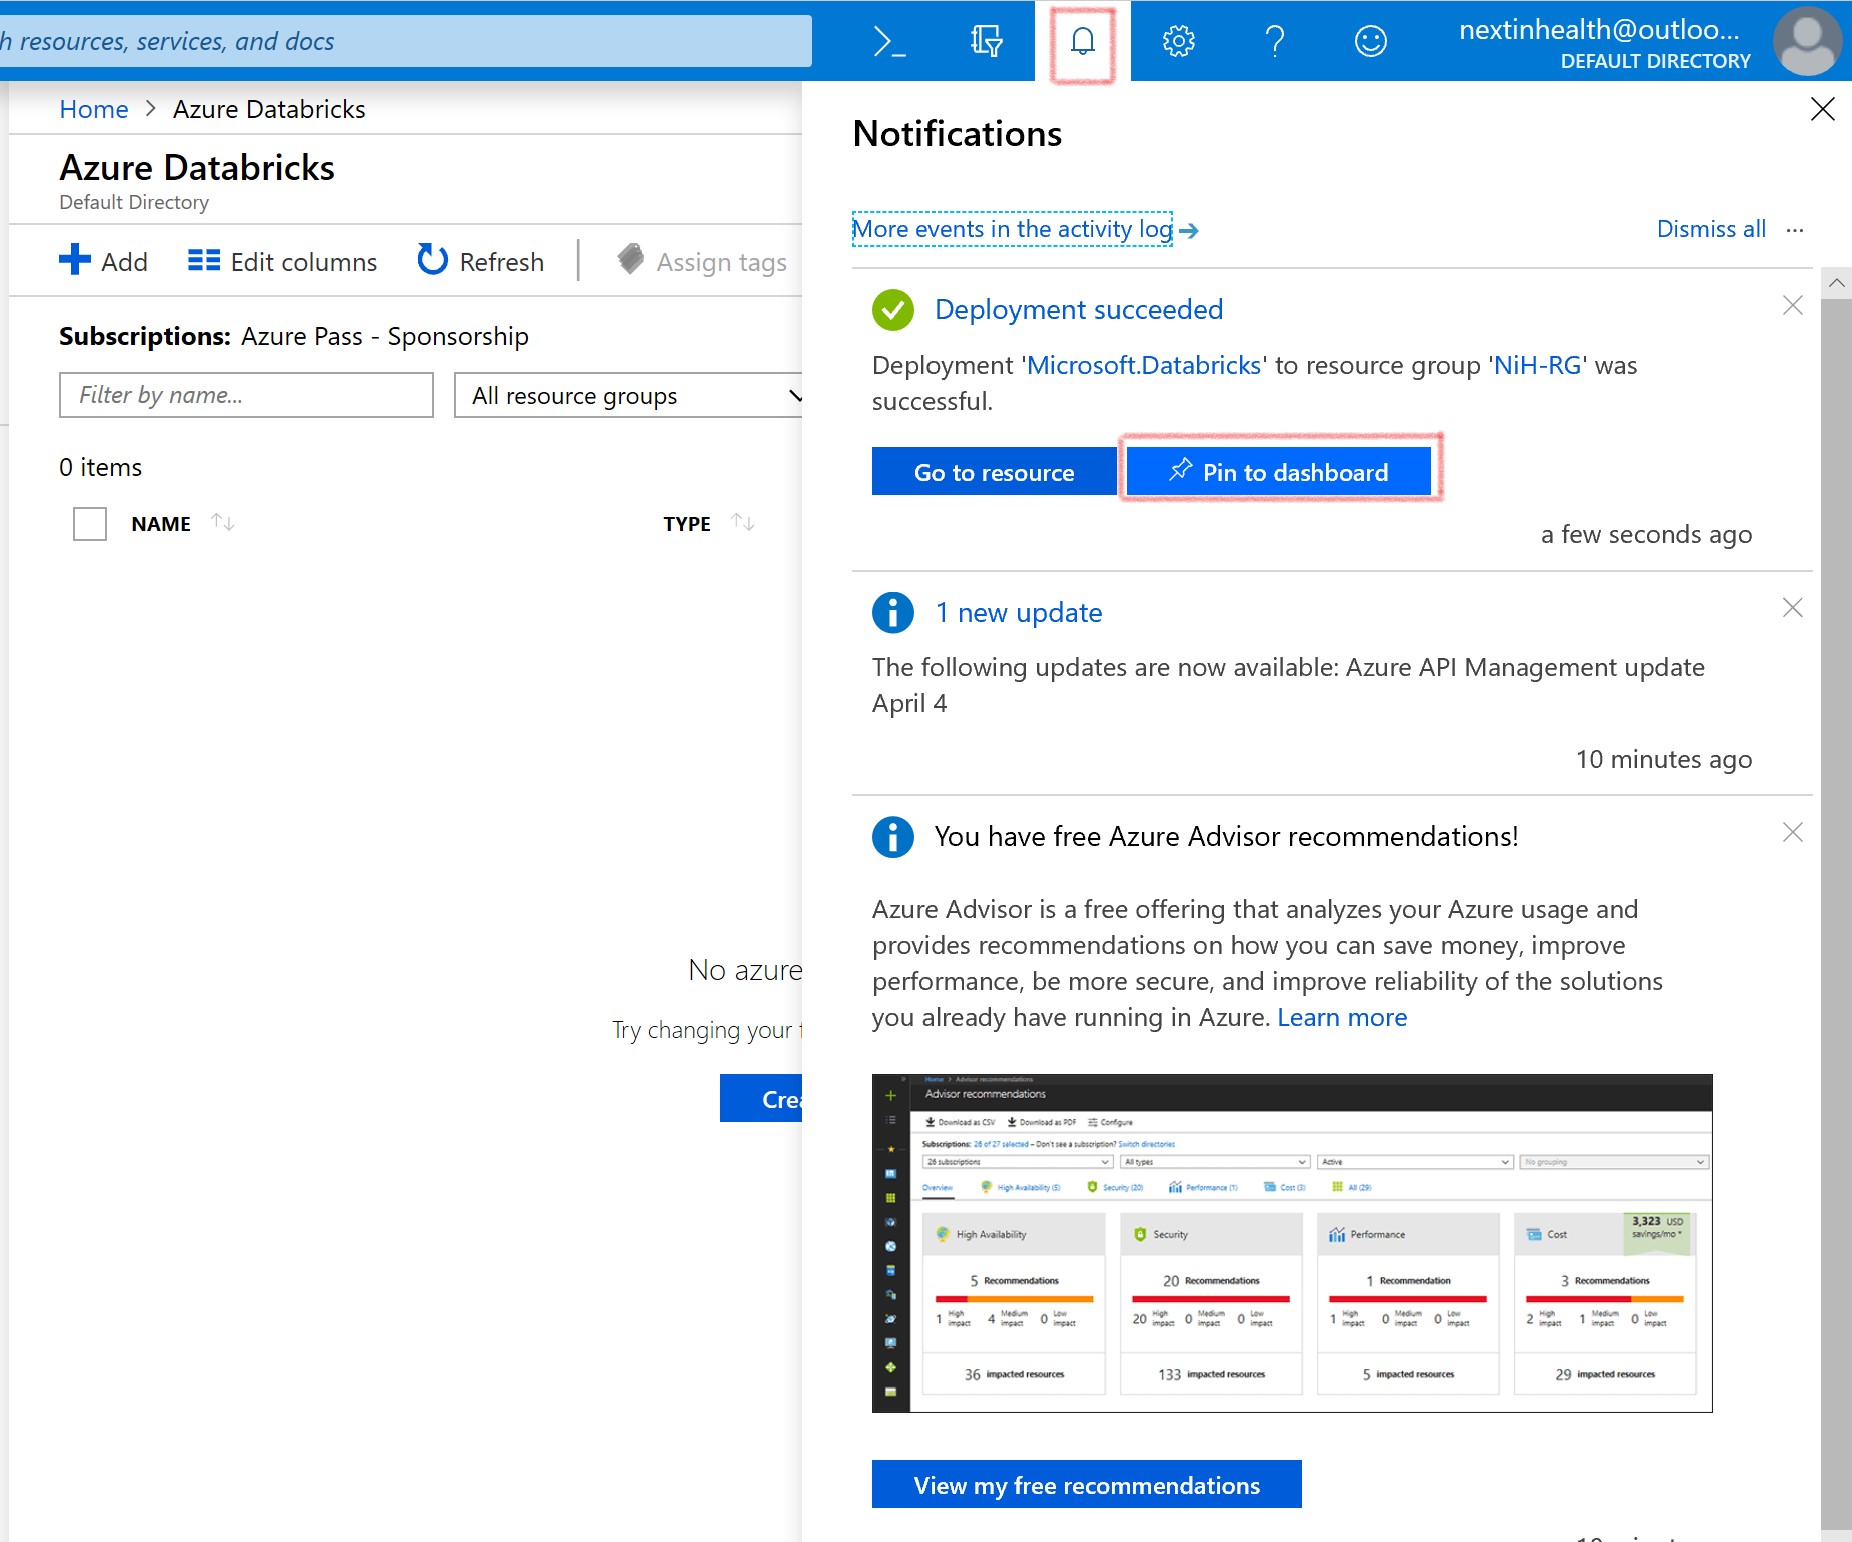 h resources, services, and docs
nextinhealth@outloo...
DEFAULT DIRECTORY
Home > Azure Databricks
Azure Databricks
Default Directory
Add
Edit columns
Refresh
Assign tags
Subscriptions: Azure Pass - Sponsorship
Filter by name...
All resource groups
0 items
NAME
TYPE
No azure
Try changing your f
Crea
Notifications
More events in the activity log
Dismiss all ...
Deployment succeeded
Deployment 'Microsoft.Databricks' to resource group 'NiH-RG' was
successful.
Go to resource
Pin to dashboard
a few seconds ago
1 new update
The following updates are now available: Azure API Management update
April 4
10 minutes ago
You have free Azure Advisor recommendations!
Azure Advisor is a free offering that analyzes your Azure usage and
provides recommendations on how you can save money, improve
performance, be more secure, and improve reliability of the solutions
you already have running in Azure. Learn more
Home > Advisor recommendations
Advisor recommendations
Download as CSV
Download as PDF
Configure
Subscriptions: 26 of 27 selected – Don't see a subscription? Switch directories
26 subscriptions
All types
Active
No grouping
Overview
High Availability (5)
Security (20)
Performance (1)
Cost (3)
All (29)
High Availability
5 Recommendations
1 High impact 4 Medium impact 0 Low impact
36 impacted resources
Security
20 Recommendations
20 High impact 0 Medium impact 0 Low impact
133 impacted resources
Performance
1 Recommendation
1 High impact 0 Medium impact 0 Low impact
5 impacted resources
Cost
3,323 USD
savings/mo *
3 Recommendations
2 High impact 1 Medium impact 0 Low impact
29 impacted resources
View my free recommendations